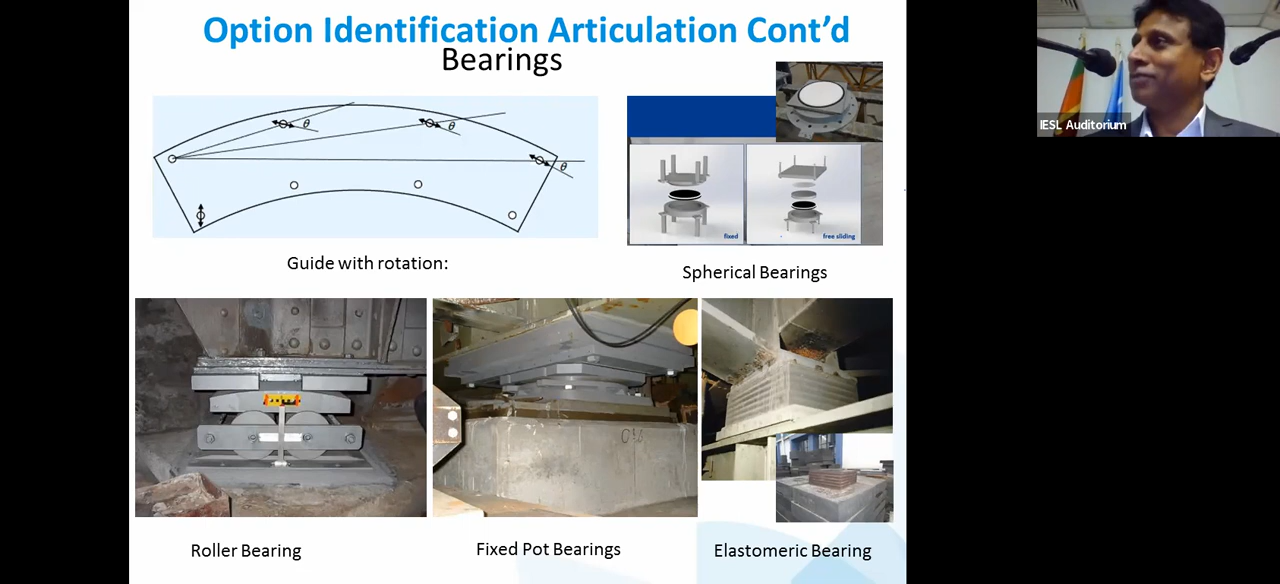 Option Identification Articulation Cont’d
Bearings
θ
θ
θ
fixed
free sliding
Guide with rotation:
Spherical Bearings
Roller Bearing
Fixed Pot Bearings
Elastomeric Bearing
IESL Auditorium